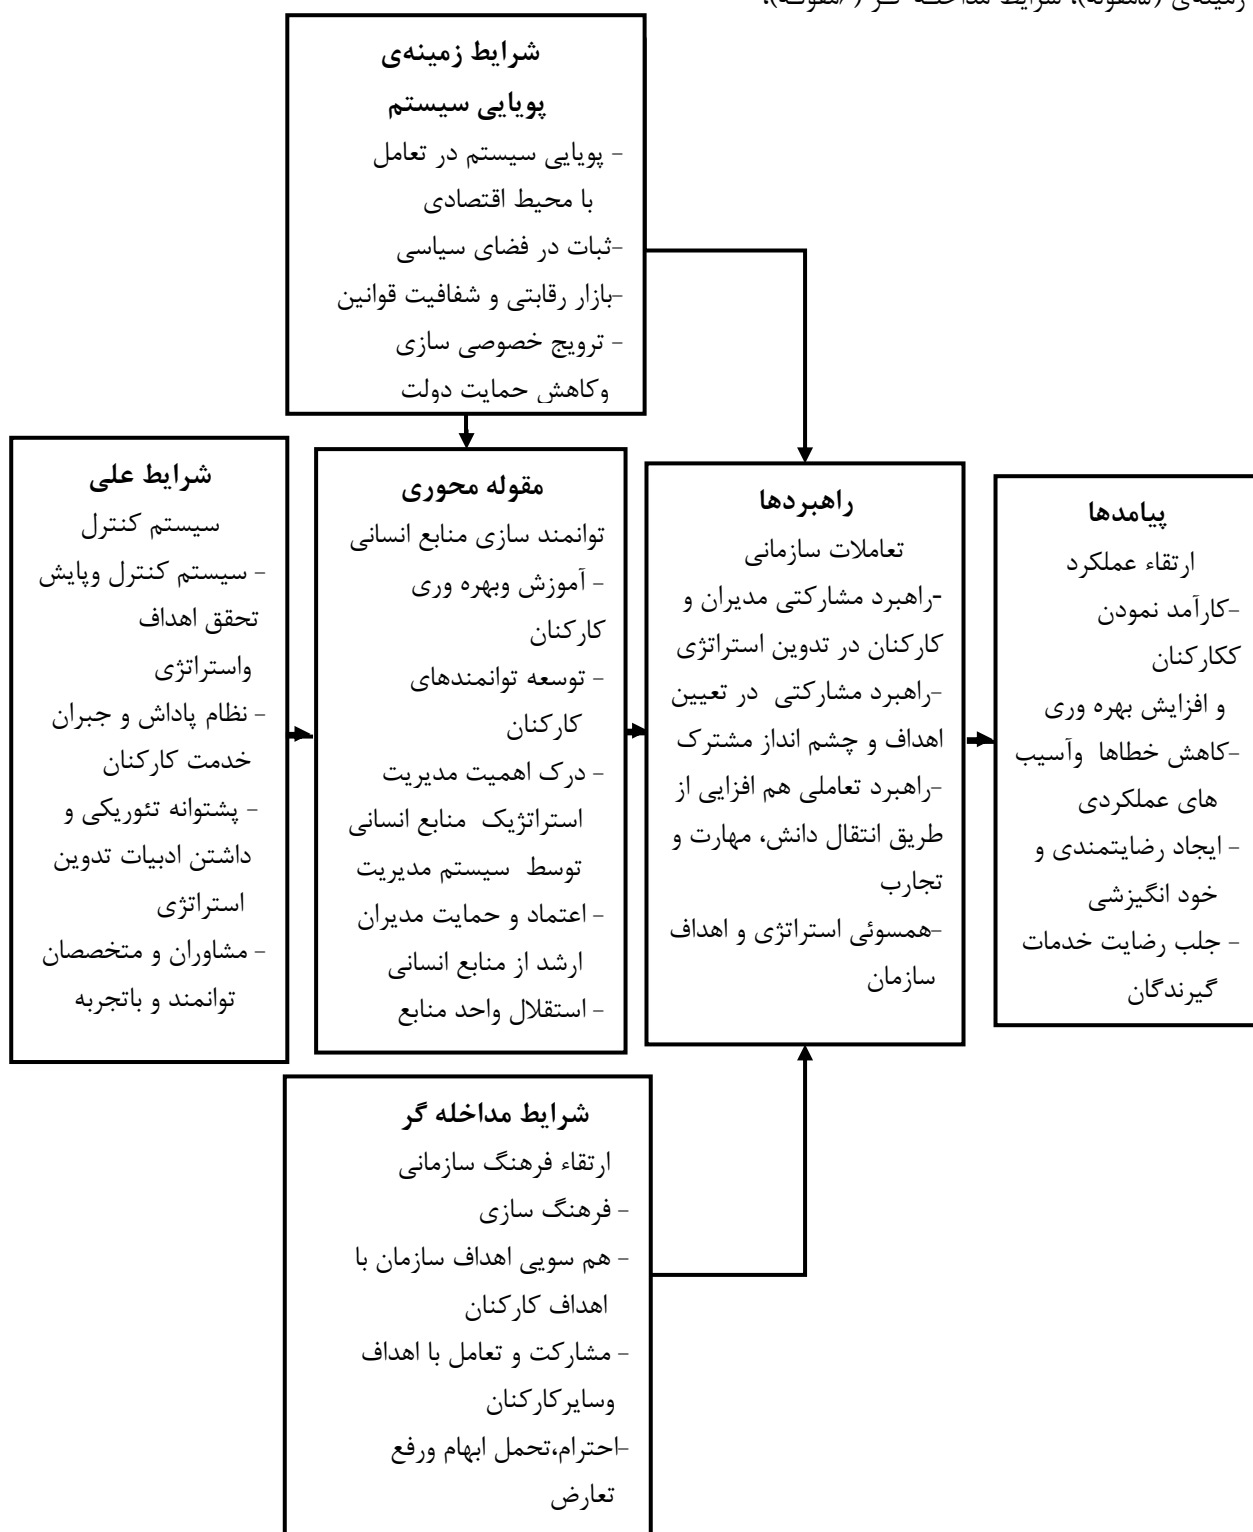 زمینه‌ی (۵مقوله)، شرایط مداخله گر ( مقوله)،
شرایط زمینه‌ی
پویایی سیستم
- پویایی سیستم در تعامل
با محیط اقتصادی
-ثبات در فضای سیاسی
-بازار رقابتی و شفافیت قوانین
- ترویج خصوصی سازی
وکاهش حمایت دولت
شرایط علی
سیستم کنترل
- سیستم کنترل وپایش
تحقق اهداف
واستراتژی
- نظام پاداش و جبران
خدمت کارکنان
- پشتوانه تئوریکی و
داشتن ادبیات تدوین
استراتژی
- مشاوران و متخصصان
توانمند و باتجربه
مقوله محوری
توانمند سازی منابع انسانی
- آموزش وبهره وری
کارکنان
- توسعه توانمندهای
کارکنان
- درک اهمیت مدیریت
استراتژیک منابع انسانی
توسط سیستم مدیریت
- اعتماد و حمایت مدیران
ارشد از منابع انسانی
- استقلال واحد منابع
راهبردها
تعاملات سازمانی
-راهبرد مشارکتی مدیران و
کارکنان در تدوین استراتژی
-راهبرد مشارکتی در تعیین
اهداف و چشم انداز مشترک
-راهبرد تعاملی هم افزایی از
طریق انتقال دانش، مهارت و
تجارب
-همسوئی استراتژی و اهداف
سازمان
پیامدها
ارتقاء عملکرد
-کارآمد نمودن
ککارکنان
و افزایش بهره وری
-کاهش خطاها وآسیب
های عملکردی
- ایجاد رضایتمندی و
خود انگیزشی
- جلب رضایت خدمات
گیرندگان
شرایط مداخله گر
ارتقاء فرهنگ سازمانی
- فرهنگ سازی
- هم سویی اهداف سازمان با
اهداف کارکنان
- مشارکت و تعامل با اهداف
وسایرکارکنان
-احترام،تحمل ابهام ورفع
تعارض